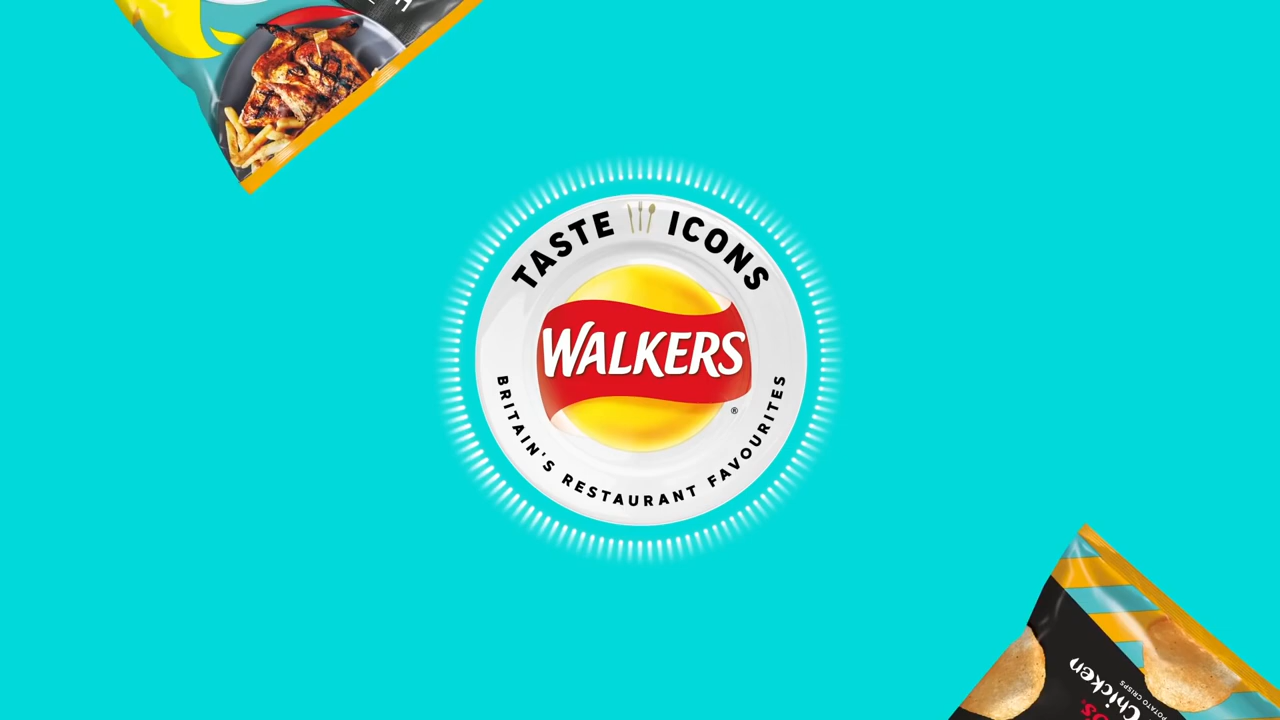 TASTE ICONS
WALKERS
®
BRITAIN'S RESTAURANT FAVOURITES
Chicken
POTATO CRISPS